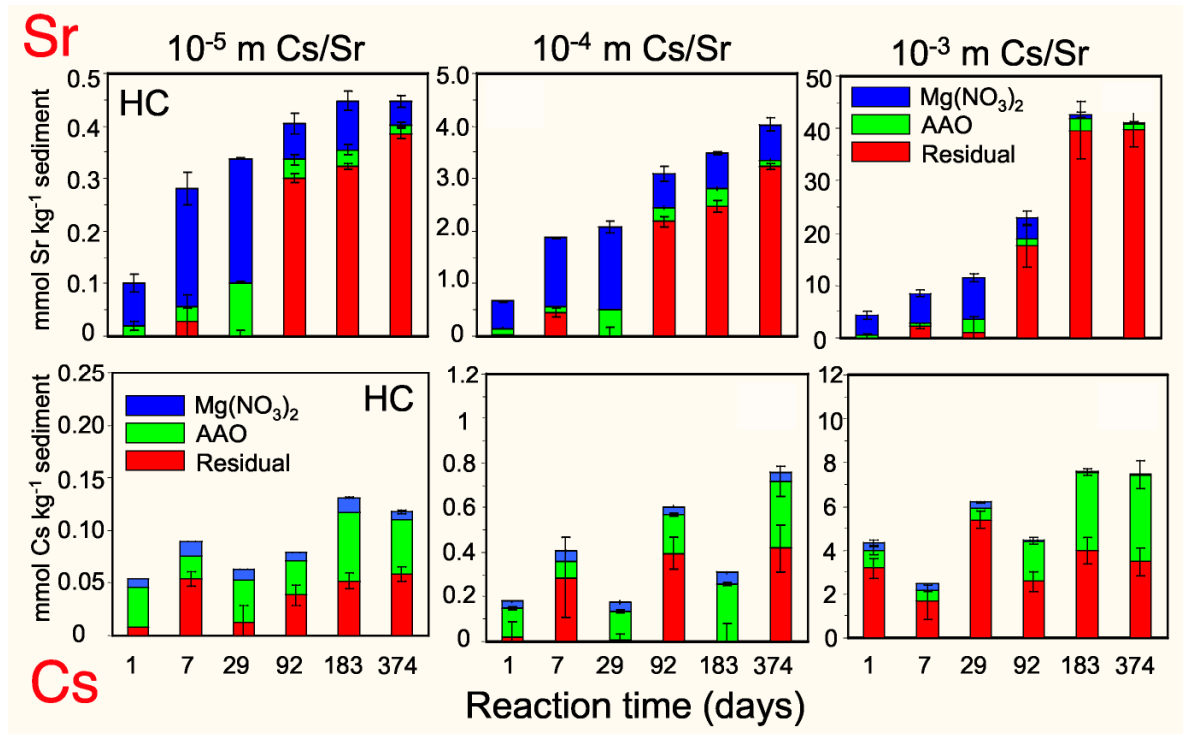 Sr
10-5 m Cs/Sr
10-4 m Cs/Sr
10-3 m Cs/Sr
mmol Sr kg-1 sediment
0.5
0.4
0.3
0.2
0.1
0
HC
5.0
4.0
3.0
2.0
1.0
0
50
40
30
20
10
0
Mg(NO3)2
AAO
Residual
mmol Cs kg-1 sediment
0.25
0.20
0.15
0.10
0.05
0
Mg(NO3)2
AAO
Residual
HC
1.2
1
0.8
0.6
0.4
0.2
0
12
10
8
6
4
2
0
1 7 29 92 183 374
1 7 29 92 183 374
1 7 29 92 183 374
Cs
Reaction time (days)